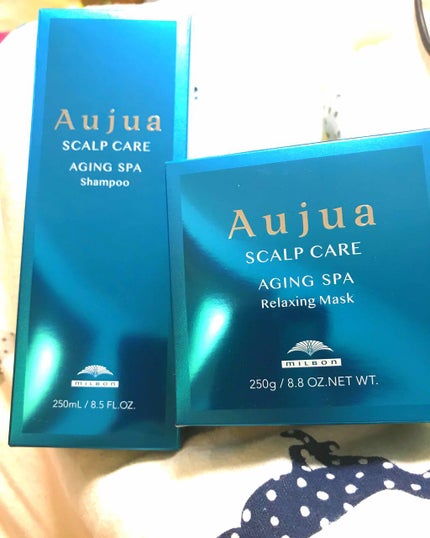 Aujua
SCALP CARE
AGING SPA
Shampoo
MILBON
250mL / 8.5 FL.OZ.
Aujua
SCALP CARE
AGING SPA
Relaxing Mask
MILBON
250g / 8.8 OZ.NET WT.